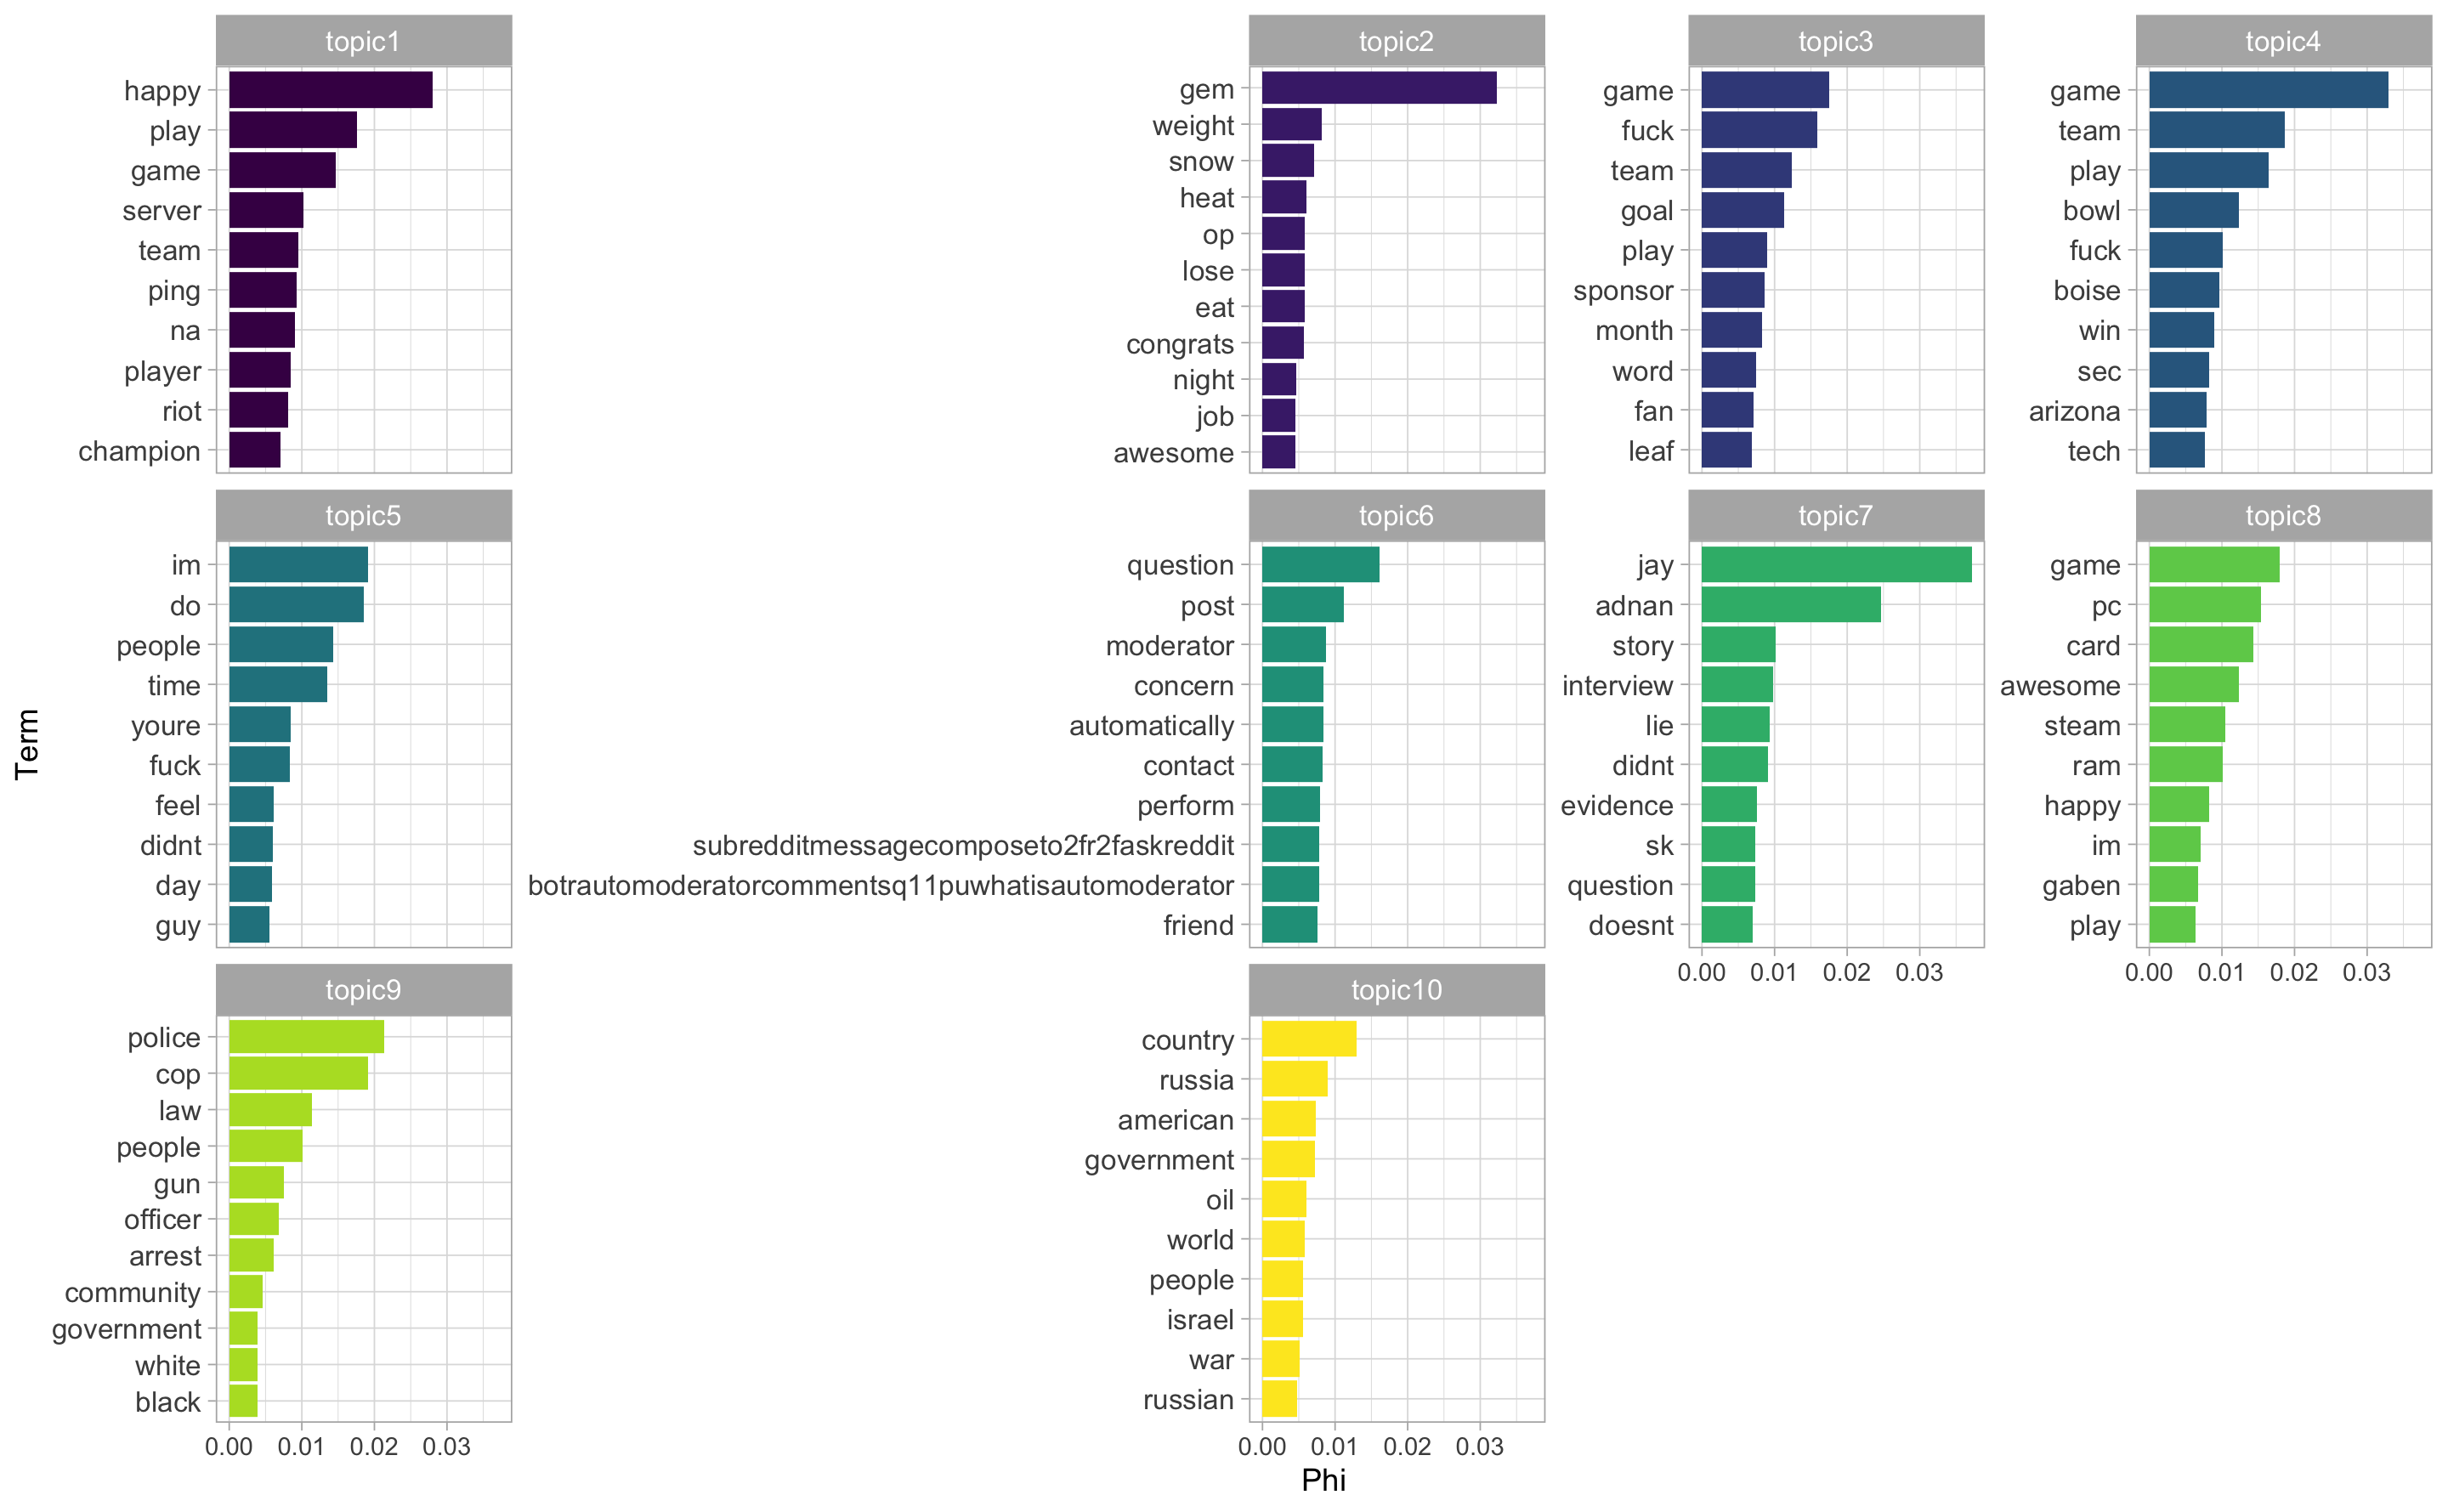 topic1
happy
play
game
server
team
ping
na
player
riot
champion
topic2
gem
weight
snow
heat
op
lose
eat
congrats
night
job
awesome
topic3
game
fuck
team
goal
play
sponsor
month
word
fan
leaf
topic4
game
team
play
bowl
fuck
boise
win
sec
arizona
tech
Term
topic5
im
do
people
time
youre
fuck
feel
didnt
day
guy
topic6
question
post
moderator
concern
automatically
contact
perform
subredditmessagecomposeto2fr2faskreddit
botrautomoderatorcommentsq11puwhatisautomoderator
friend
topic7
jay
adnan
story
interview
lie
didnt
evidence
sk
question
doesnt
0.00 0.01 0.02 0.03
topic8
game
pc
card
awesome
steam
ram
happy
im
gaben
play
0.00 0.01 0.02 0.03
topic9
police
cop
law
people
gun
officer
arrest
community
government
white
black
0.00 0.01 0.02 0.03
topic10
country
russia
american
government
oil
world
people
israel
war
russian
0.00 0.01 0.02 0.03
Phi